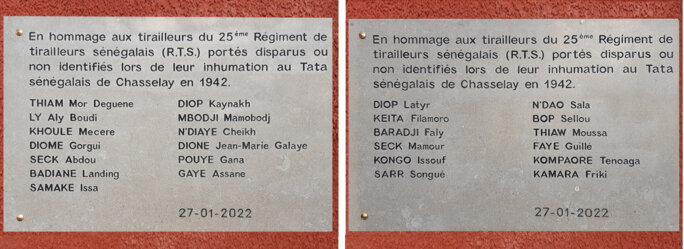 En hommage aux tirailleurs du 25ème Régiment de
tirailleurs sénégalais (R.T.S.) portés disparus ou
non identifiés lors de leur inhumation au Tata
sénégalais de Chasselay en 1942.
THIAM Mor Deguene
LY Aly Boudi
KHOULE Mecere
DIOME Gorgui
SECK Abdou
BADIANE Landing
SAMAKE Issa
DIOP Kaynakh
MBODJI Mamobodj
N'DIAYE Cheikh
DIONE Jean-Marie Galaye
POUYE Gana
GAYE Assane
27-01-2022
En hommage aux tirailleurs du 25ème Régiment de
tirailleurs sénégalais (R.T.S.) portés disparus ou
non identifiés lors de leur inhumation au Tata
sénégalais de Chasselay en 1942.
DIOP Latyr
KEITA Filamoro
BARADJI Faly
SECK Mamour
KONGO Issouf
SARR Songué
N'DAO Sala
BOP Sellou
THIAW Moussa
FAYE Guillé
KOMPAORE Tenoaga
KAMARA Friki
27-01-2022